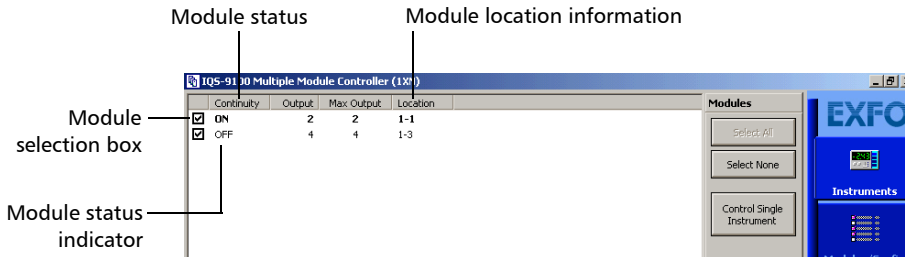 Module status
Module location information
IQS-9100 Multiple Module Controller (1XN)
Continuity Output Max Output Location
Modules
EXFO
Module selection box
ON 2 2 1-1
OFF 4 4 1-3
Select All
Select None
Instruments
Control Single Instrument
Module status indicator